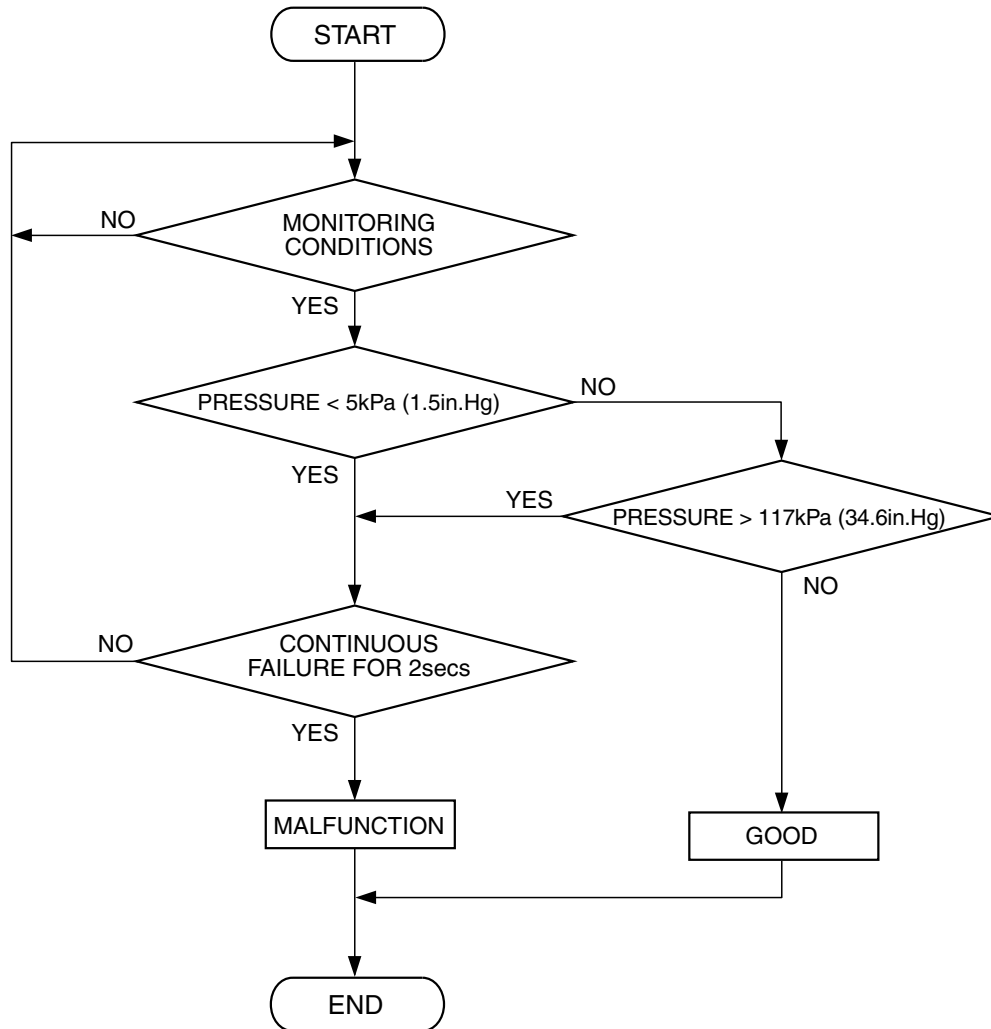 START
NO
MONITORING
CONDITIONS
YES
PRESSURE < 5kPa (1.5in.Hg)
NO
YES
YES
PRESSURE > 117kPa (34.6in.Hg)
NO
NO
CONTINUOUS
FAILURE FOR 2secs
YES
MALFUNCTION
GOOD
END